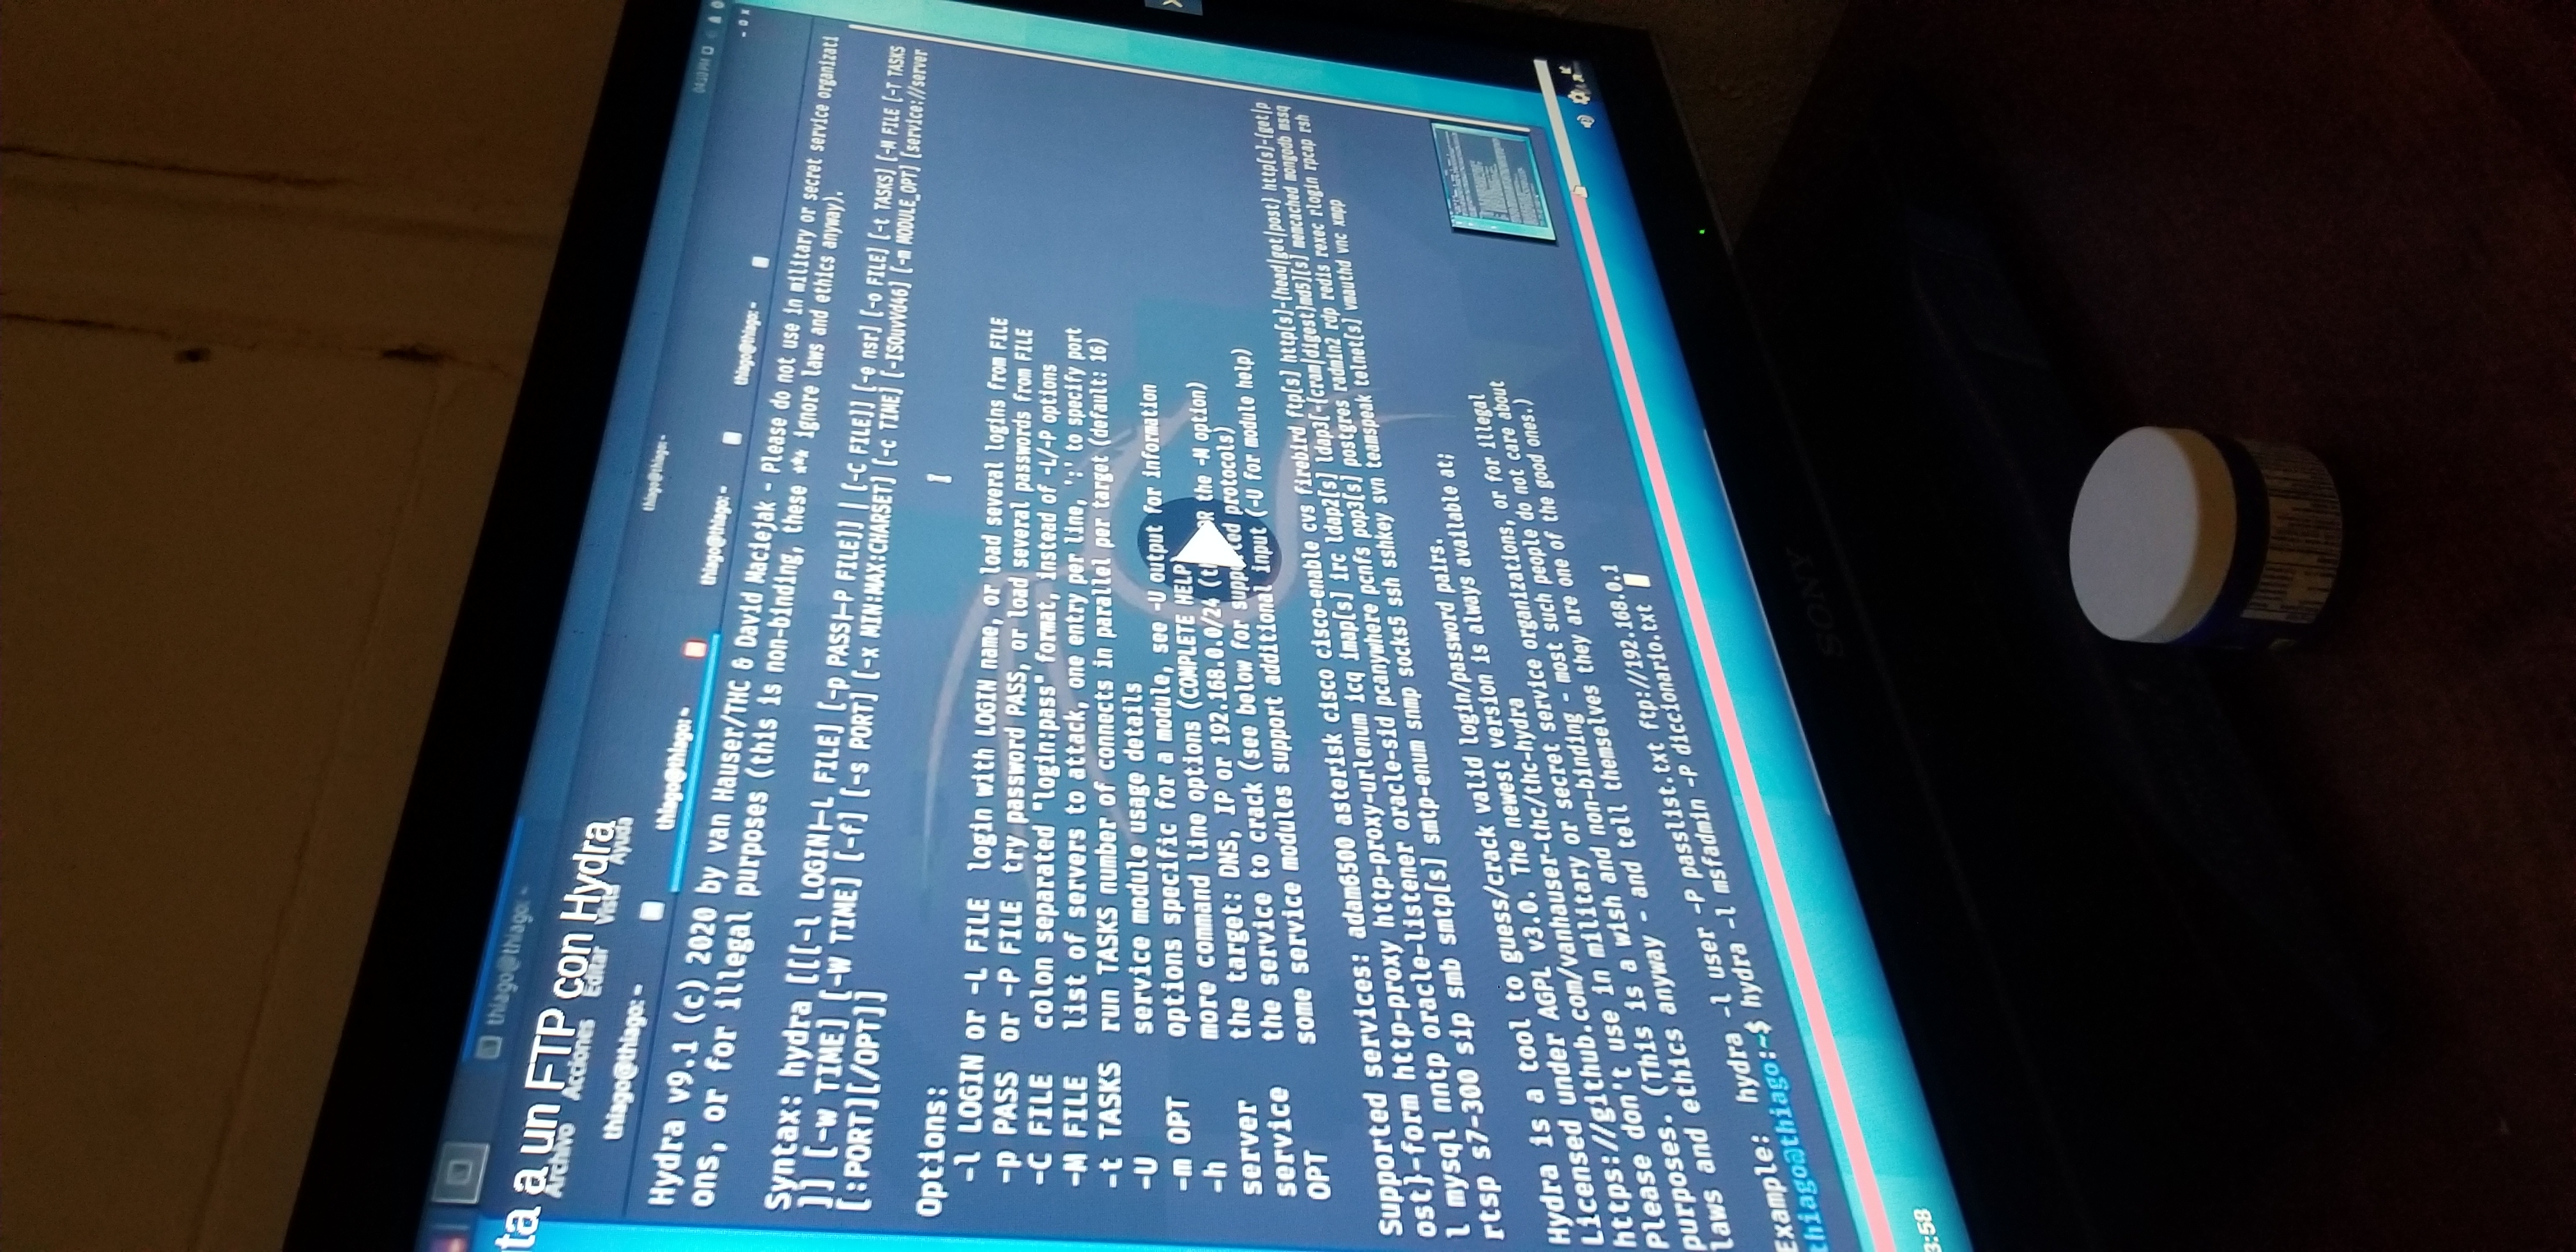 thiago@thiago: ~
ta a un FTP con Hydra
Archivo Acciones Editar Vista Ayuda
thiago@thiago: ~
thiago@thiago: ~ thiago@thiago: ~ thiago@thiago: ~ thiago@thiago: ~
Hydra v9.1 (c) 2020 by van Hauser/THC & David Maciejak - Please do not use in military or secret service organizati
ons, or for illegal purposes (this is non-binding, these *** ignore laws and ethics anyway).
Syntax: hydra [[[-l LOGIN|-L FILE] [-p PASS|-P FILE]] | [-C FILE]] [-e nsr] [-o FILE] [-t TASKS] [-M FILE [-T TASKS
]] [-w TIME] [-W TIME] [-f] [-s PORT] [-x MIN:MAX:CHARSET] [-c TIME] [-ISOuvVd46] [-m MODULE_OPT] [service://server
[:PORT][/OPT]]
Options:
-l LOGIN or -L FILE login with LOGIN name, or load several logins from FILE
-p PASS or -P FILE try password PASS, or load several passwords from FILE
-C FILE colon separated "login:pass" format, instead of -L/-P options
-M FILE list of servers to attack, one entry per line, ':' to specify port
-t TASKS run TASKS number of connects in parallel per target (default: 16)
-U service module usage details
-m OPT options specific for a module, see -U output for information
-h more command line options (COMPLETE HELP)
server the target: DNS, IP or 192.168.0.0/24 (th OR the -M option)
service the service to crack (see below for supported protocols)
OPT some service modules support additional input (-U for module help)
Supported services: adam6500 asterisk cisco cisco-enable cvs firebird ftp[s] http[s]-{head|get|post} http[s]-{get|p
ost}-form http-proxy http-proxy-urlenum icq imap[s] irc ldap2[s] ldap3[-{cram|digest}md5][s] memcached mongodb mssq
l mysql nntp oracle-listener oracle-sid pcanywhere pcnfs pop3[s] postgres radmin2 rdp redis rexec rlogin rpcap rsh
rtsp s7-300 sip smb smtp[s] smtp-enum snmp socks5 ssh sshkey svn teamspeak telnet[s] vmauthd vnc xmpp
Hydra is a tool to guess/crack valid login/password pairs.
Licensed under AGPL v3.0. The newest version is always available at;
https://github.com/vanhauser-thc/thc-hydra
Please don't use in military or secret service organizations, or for illegal
purposes. (This is a wish and non-binding - most such people do not care about
laws and ethics anyway - and tell themselves they are one of the good ones.)
Example: hydra -l user -P passlist.txt ftp://192.168.0.1
thiago@thiago:~$ hydra -l msfadmin -P diccionario.txt
3:58
SONY